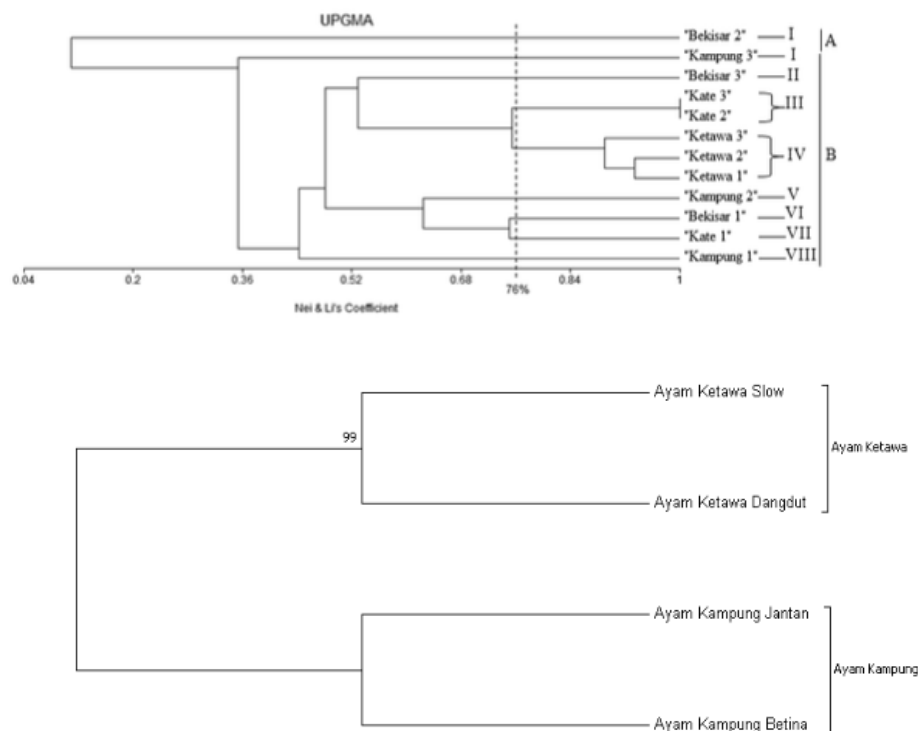 UPGMA
"Bekisar 2" I A
"Kampung 3" I
"Bekisar 3" II
"Kate 3"
III
"Kate 2"
"Ketawa 3"
"Ketawa 2" IV B
"Ketawa 1"
"Kampung 2" V
"Bekisar 1" VI
"Kate 1" VII
"Kampung 1" VIII
0.04 0.2 0.36 0.52 0.68 76% 0.84 1
Nei & Li's Coefficient
Ayam Ketawa Slow
99
Ayam Ketawa
Ayam Ketawa Dangdut
Ayam Kampung Jantan
Ayam Kampung
Ayam Kampung Betina